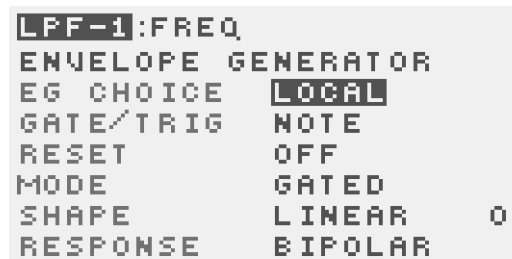 LPF-1:FREQ
ENVELOPE GENERATOR
EG CHOICE LOCAL
GATE/TRIG NOTE
RESET OFF
MODE GATED
SHAPE LINEAR 0
RESPONSE BIPOLAR